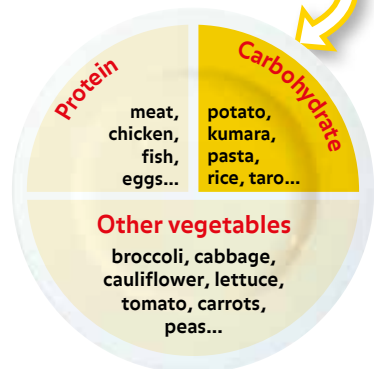 Protein
meat,
chicken,
fish,
eggs...
Carbohydrate
potato,
kumara,
pasta,
rice, taro...
Other vegetables
broccoli, cabbage,
cauliflower, lettuce,
tomato, carrots,
peas...